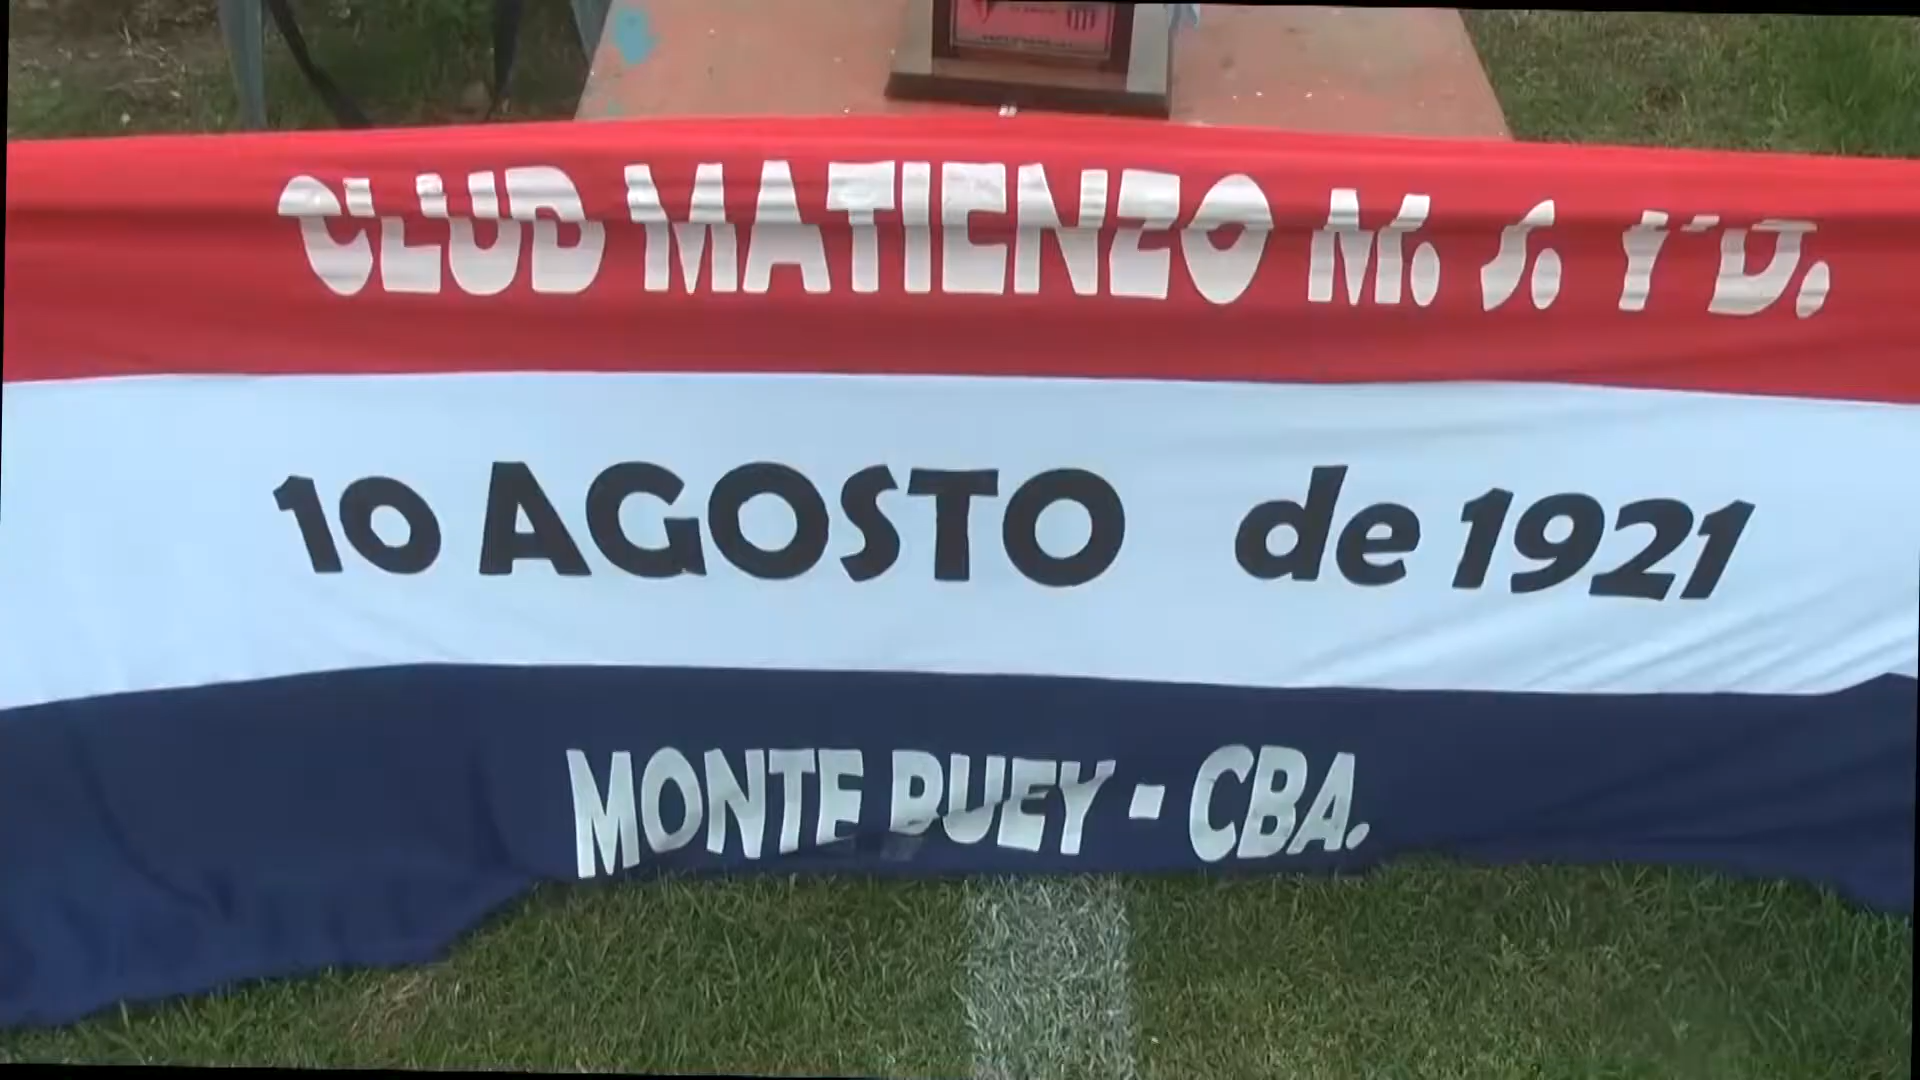 CLUB MATIENZO M. S. Y D.
10 AGOSTO de 1921
MONTE BUEY - CBA.